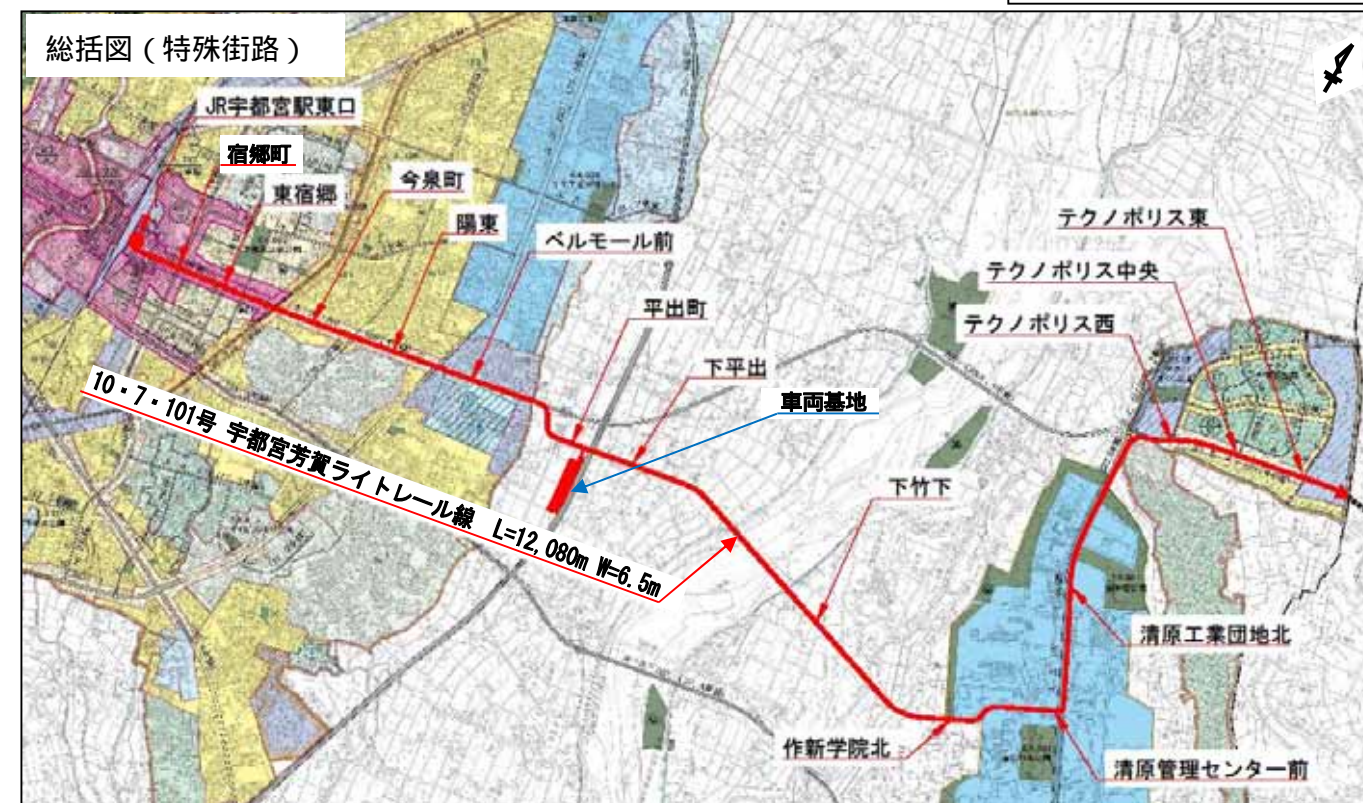 総括図（特殊街路）
JR宇都宮駅東口
宿郷町
東宿郷
今泉町
陽東
ベルモール前
平出町
下平出
車両基地
テクノポリス東
テクノポリス中央
テクノポリス西
10・7・101号 宇都宮芳賀ライトレール線 L=12,080m W=6.5m
下竹下
清原工業団地北
作新学院北
清原管理センター前